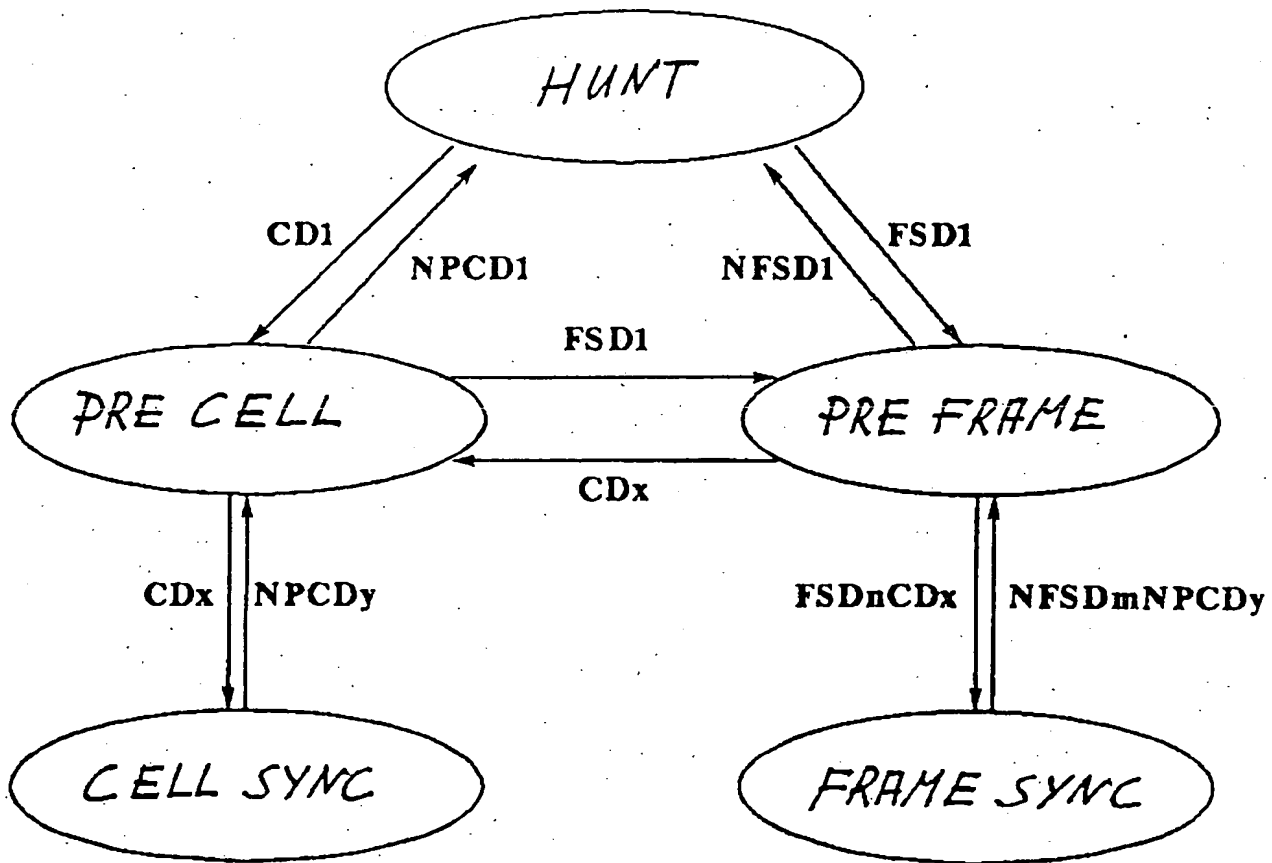 HUNT
CD1
FSD1
NPCD1
NFSD1
FSD1
PRE CELL
PRE FRAME
CDx
CDx
NPCDy
FSDnCDx
NFSDmNPCDy
CELL SYNC
FRAME SYNC